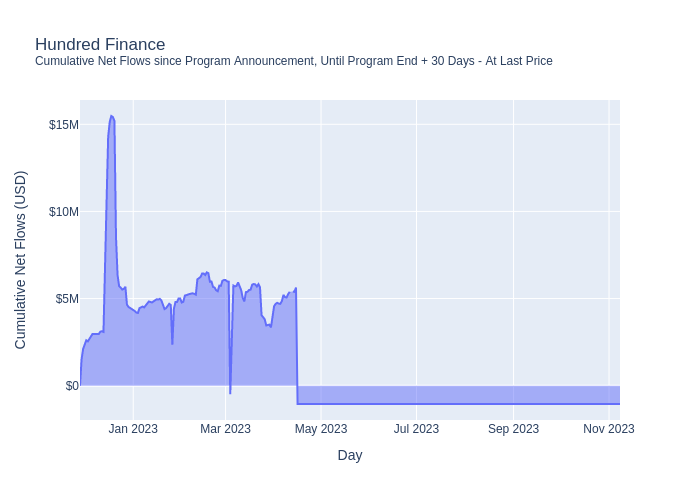 Hundred Finance
Cumulative Net Flows since Program Announcement, Until Program End + 30 Days - At Last Price
Cumulative Net Flows (USD)
$15M
$10M
$5M
$0
Jan 2023
Mar 2023
May 2023
Jul 2023
Sep 2023
Nov 2023
Day